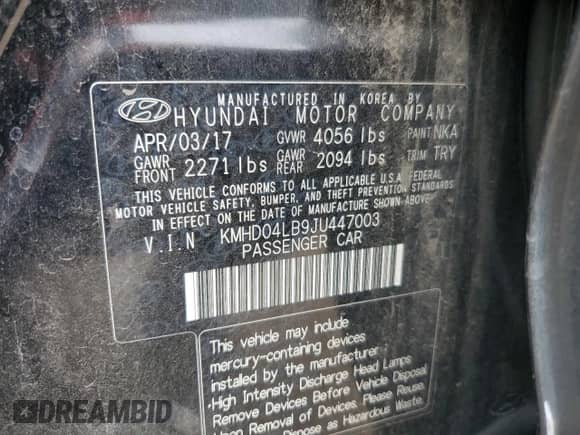 MANUFACTURED IN KOREA BY
HYUNDAI MOTOR COMPANY
APR/03/17 GVWR 4056 lbs PAINT NKA
GAWR FRONT 2271 lbs GAWR REAR 2094 lbs TRIM TRY
THIS VEHICLE CONFORMS TO ALL APPLICABLE U.S.A. FEDERAL
MOTOR VEHICLE SAFETY, BUMPER, AND THEFT PREVENTION STANDARDS
IN EFFECT ON THE DATE OF MANUFACTURE SHOWN ABOVE
V.I.N KMHD04LB9JU447003
PASSENGER CAR
This vehicle may include
mercury-containing devices
installed by the manufacturer
-High Intensity Discharge Head Lamps
Remove Devices Before Vehicle Disposal
Upon Removal of Devices, Please Reuse,
Dispose as Hazardous Waste.
DREAMBID